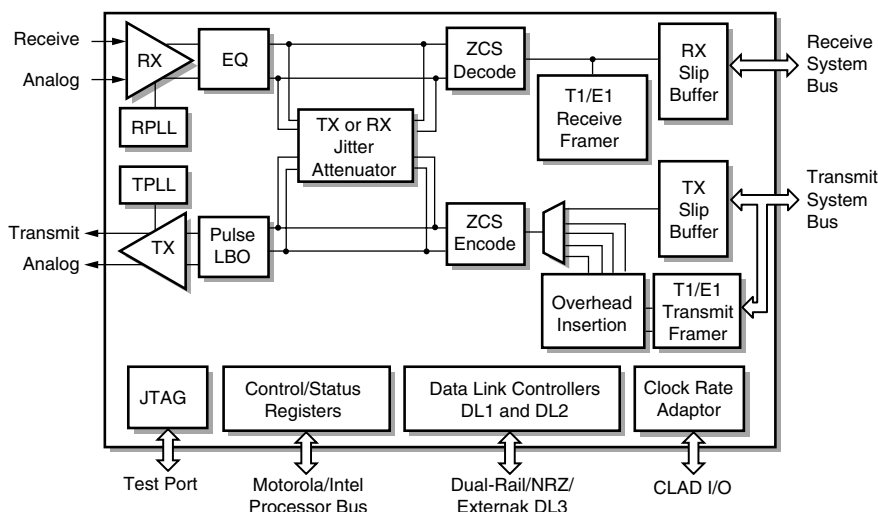 Receive
Analog
RX
EQ
RPLL
TX or RX
Jitter
Attenuator
ZCS
Decode
T1/E1
Receive
Framer
RX
Slip
Buffer
Receive
System
Bus
TPLL
Transmit
Analog
TX
Pulse
LBO
ZCS
Encode
TX
Slip
Buffer
Transmit
System
Bus
Overhead
Insertion
T1/E1
Transmit
Framer
JTAG
Control/Status
Registers
Data Link Controllers
DL1 and DL2
Clock Rate
Adaptor
Test Port
Motorola/Intel
Processor Bus
Dual-Rail/NRZ/
Externak DL3
CLAD I/O